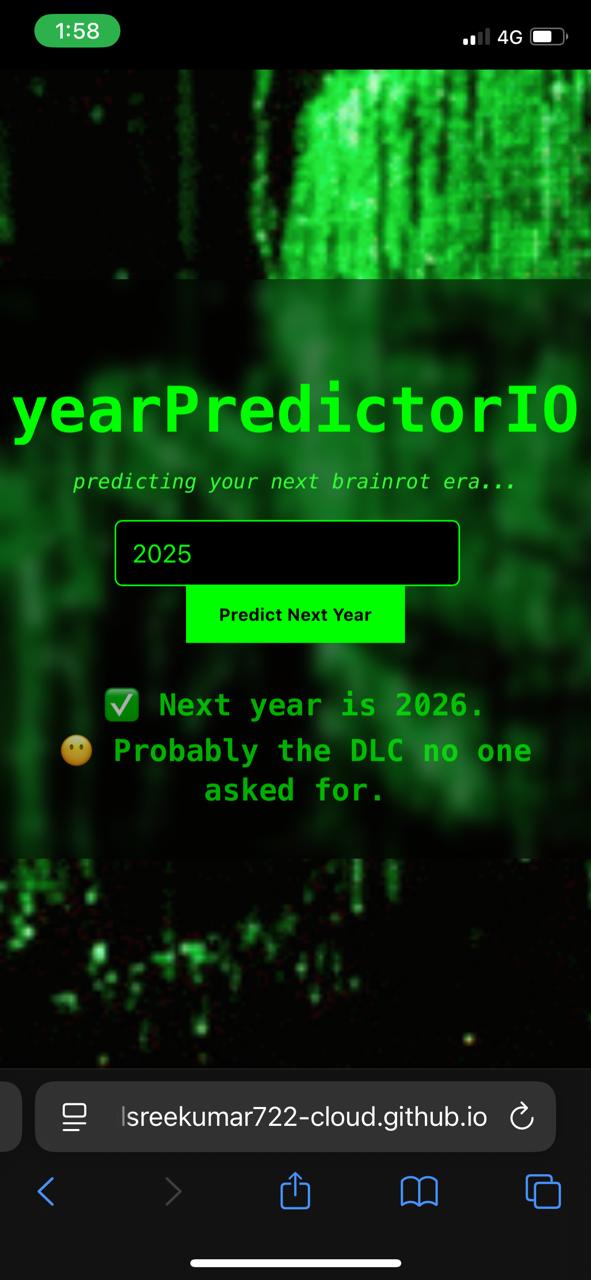 1:58
4G
yearPredictorIO
predicting your next brainrot era...
2025
Predict Next Year
✅ Next year is 2026.
😶 Probably the DLC no one
asked for.
lsreekumar722-cloud.github.io